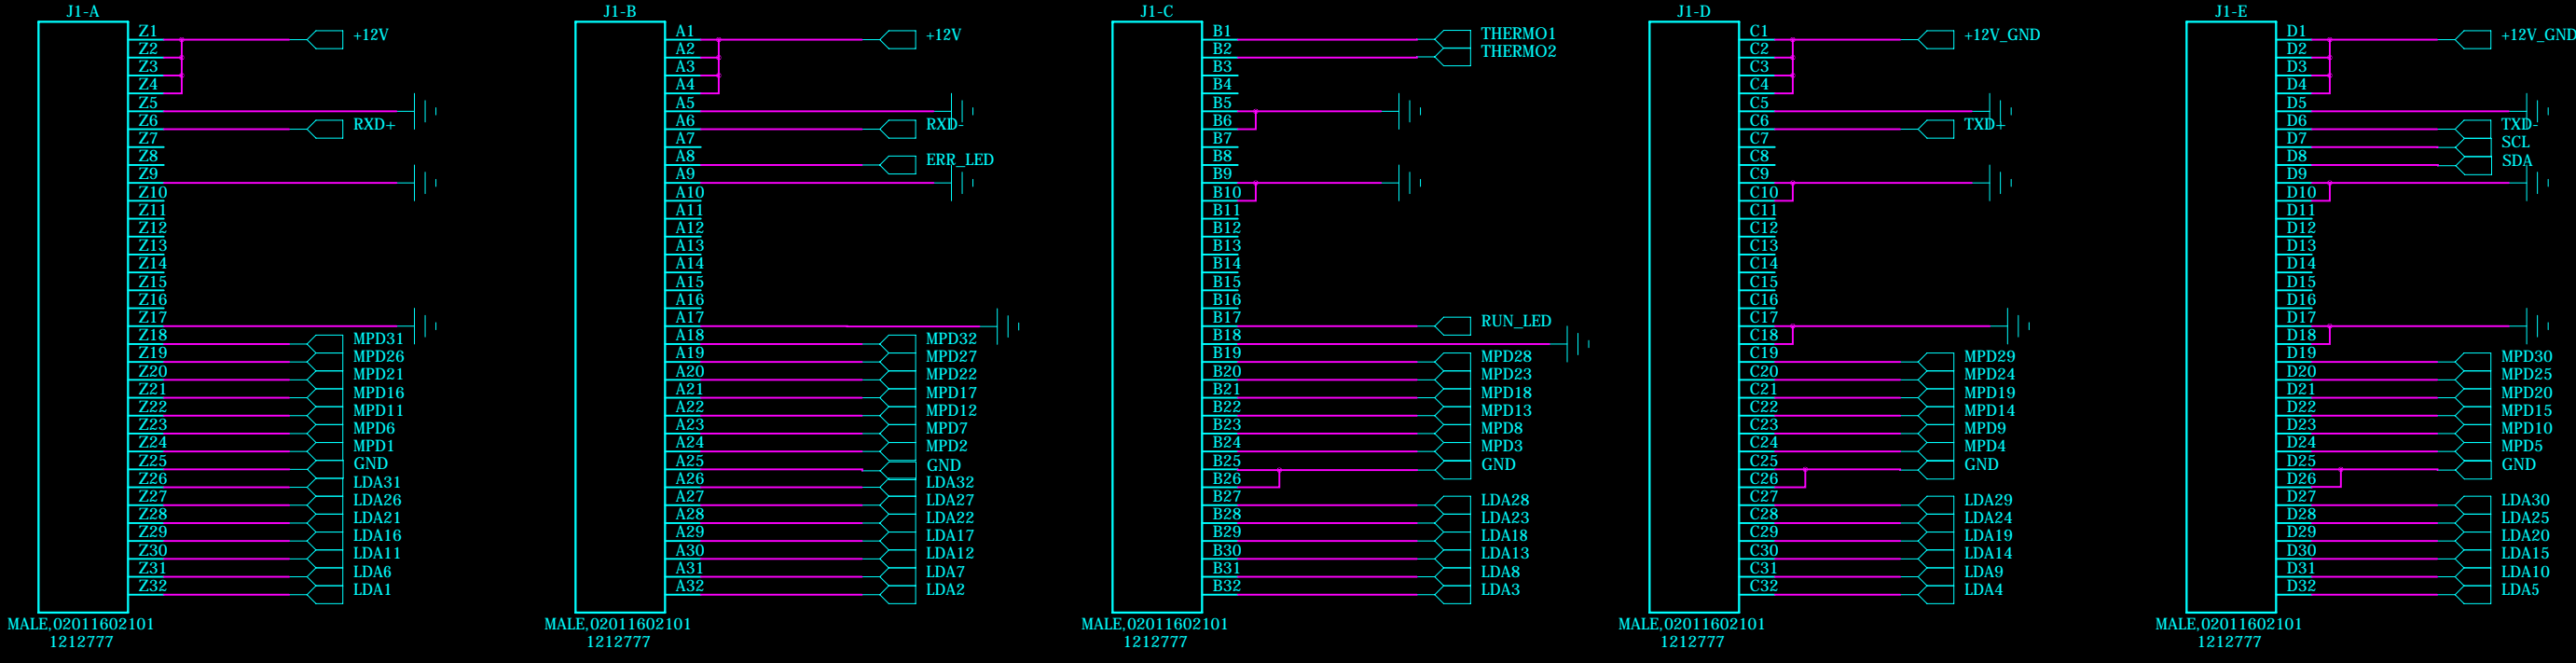 J1-A
Z1 +12V
Z2
Z3
Z4
Z5
Z6 RXD+
Z7
Z8
Z9
Z10
Z11
Z12
Z13
Z14
Z15
Z16
Z17
Z18 MPD31
Z19 MPD26
Z20 MPD21
Z21 MPD16
Z22 MPD11
Z23 MPD6
Z24 MPD1
Z25 GND
Z26 LDA31
Z27 LDA26
Z28 LDA21
Z29 LDA16
Z30 LDA11
Z31 LDA6
Z32 LDA1
MALE,02011602101
1212777
J1-B
A1 +12V
A2
A3
A4
A5
A6 RXD-
A7
A8 ERR_LED
A9
A10
A11
A12
A13
A14
A15
A16
A17
A18 MPD32
A19 MPD27
A20 MPD22
A21 MPD17
A22 MPD12
A23 MPD7
A24 MPD2
A25 GND
A26 LDA32
A27 LDA27
A28 LDA22
A29 LDA17
A30 LDA12
A31 LDA7
A32 LDA2
MALE,02011602101
1212777
J1-C
B1 THERMO1
B2 THERMO2
B3
B4
B5
B6
B7
B8
B9
B10
B11
B12
B13
B14
B15
B16
B17 RUN_LED
B18
B19 MPD28
B20 MPD23
B21 MPD18
B22 MPD13
B23 MPD8
B24 MPD3
B25 GND
B26
B27 LDA28
B28 LDA23
B29 LDA18
B30 LDA13
B31 LDA8
B32 LDA3
MALE,02011602101
1212777
J1-D
C1 +12V_GND
C2
C3
C4
C5
C6 TXD+
C7
C8
C9
C10
C11
C12
C13
C14
C15
C16
C17
C18
C19 MPD29
C20 MPD24
C21 MPD19
C22 MPD14
C23 MPD9
C24 MPD4
C25 GND
C26
C27 LDA29
C28 LDA24
C29 LDA19
C30 LDA14
C31 LDA9
C32 LDA4
MALE,02011602101
1212777
J1-E
D1 +12V_GND
D2
D3
D4
D5
D6 TXD-
D7 SCL
D8 SDA
D9
D10
D11
D12
D13
D14
D15
D16
D17
D18
D19 MPD30
D20 MPD25
D21 MPD20
D22 MPD15
D23 MPD10
D24 MPD5
D25 GND
D26
D27 LDA30
D28 LDA25
D29 LDA20
D30 LDA15
D31 LDA10
D32 LDA5
MALE,02011602101
1212777